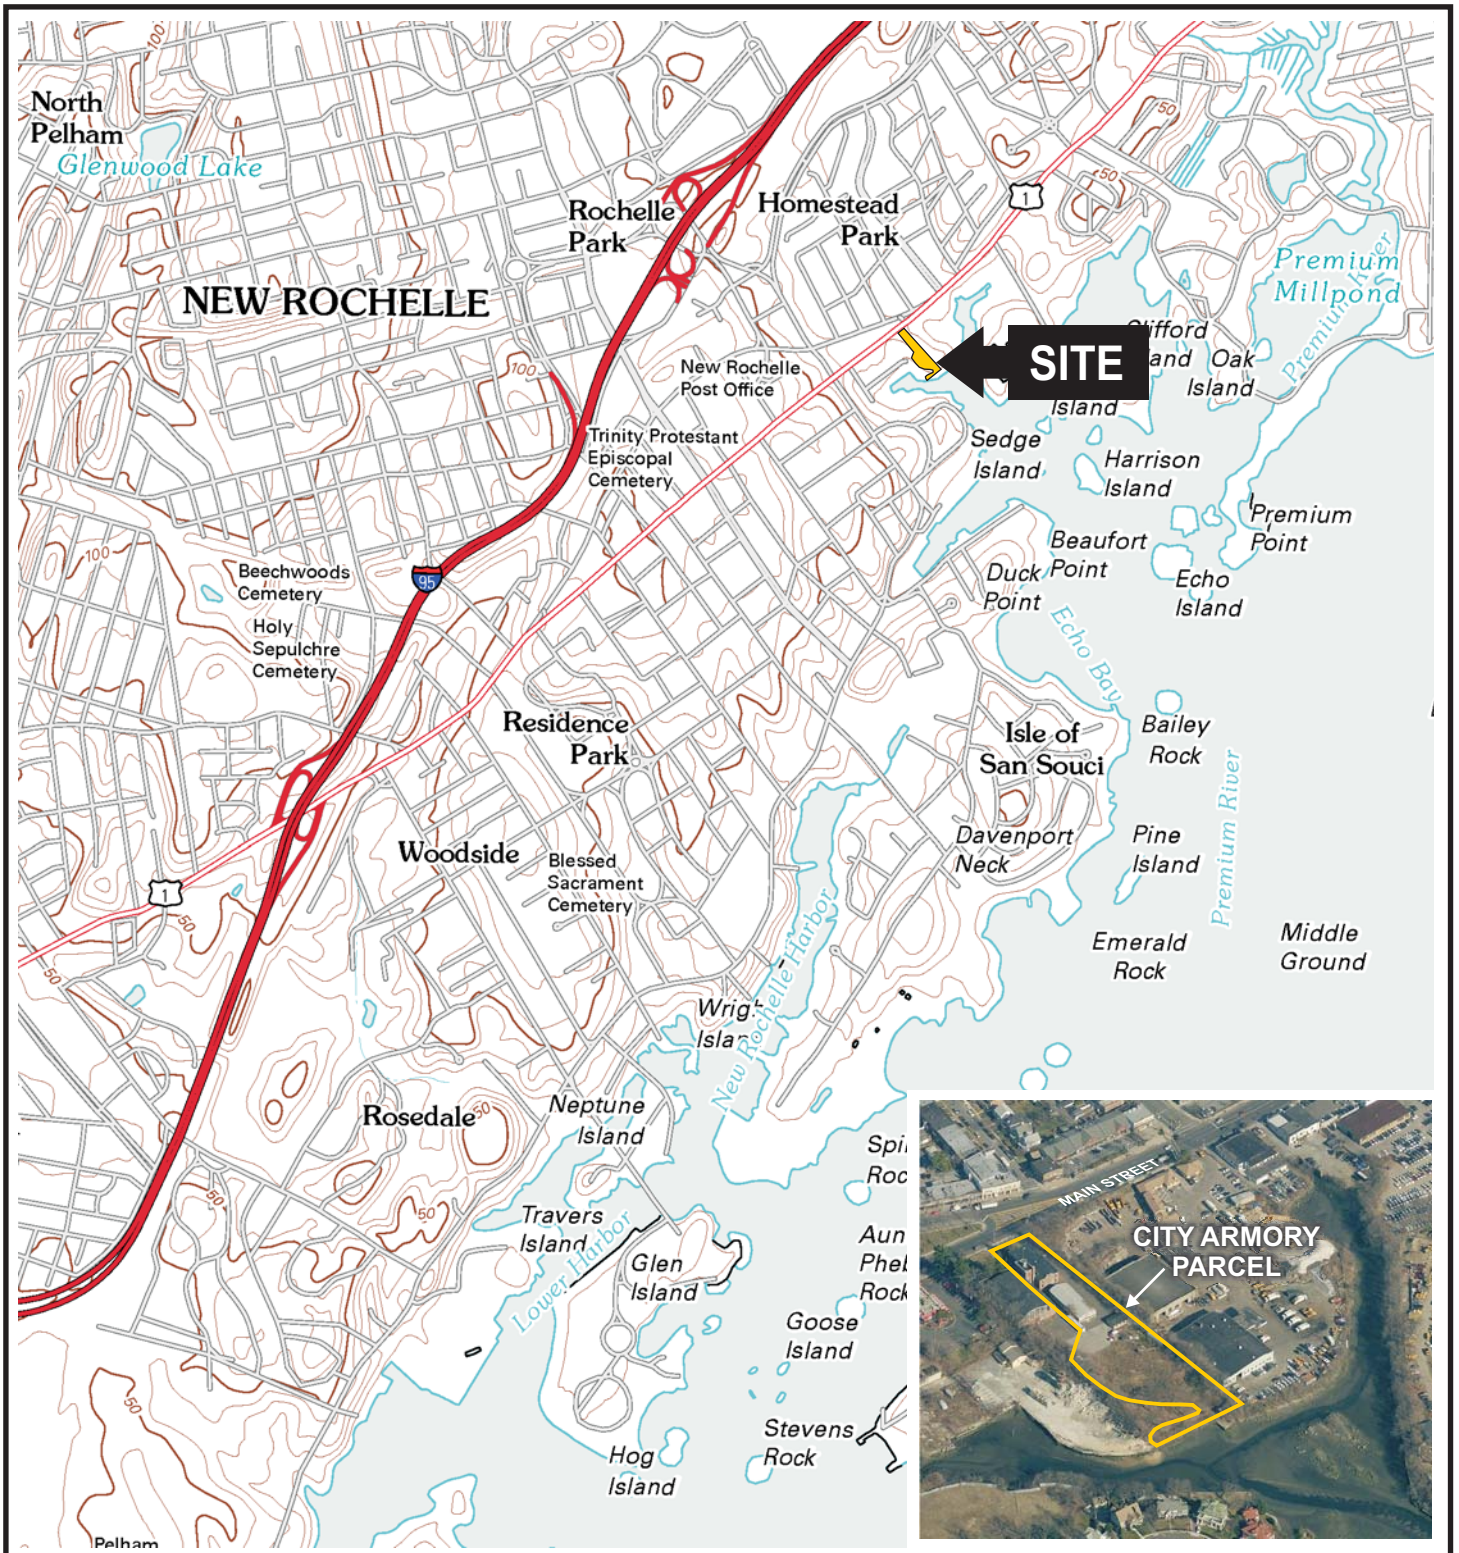 100
North
Pelham
Glenwood Lake
50
50
1
Rochelle
Park
Homestead
Park
NEW ROCHELLE
Premium
Millpond
Premium River
SITE
Oak
Island
Island
100
New Rochelle
Post Office
Trinity Protestant
Episcopal
Cemetery
Sedge
Island
Harrison
Island
Premium
Point
100
Beechwoods
Cemetery
95
Beaufort
Point
Duck
Point
Echo
Island
Echo Bay
Holy
Sepulchre
Cemetery
Residence
Park
Isle of
San Souci
Bailey
Rock
Premium River
Woodside
Blessed
Sacrament
Cemetery
Davenport
Neck
Pine
Island
1
50
50
New Rochelle Harbor
Emerald
Rock
Middle
Ground
Rosedale
50
Neptune
Island
50
50
Travers
Island
Lower Harbor
Glen
Island
Goose
Island
Stevens
Rock
Hog
Island
50
Pelham
MAIN STREET
CITY ARMORY
PARCEL